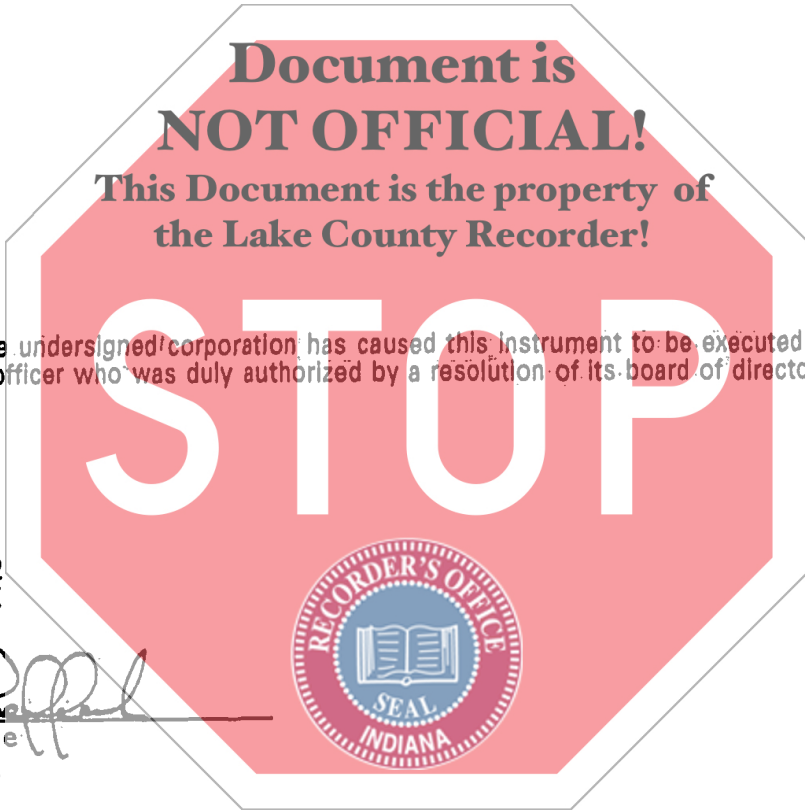 Document is
NOT OFFICIAL!
This Document is the property of
the Lake County Recorder!
undersigned corporation has caused this instrument to be executed
officer who was duly authorized by a resolution of its board of directo
STOP
RECORDER'S OFFICE
SEAL
INDIANA